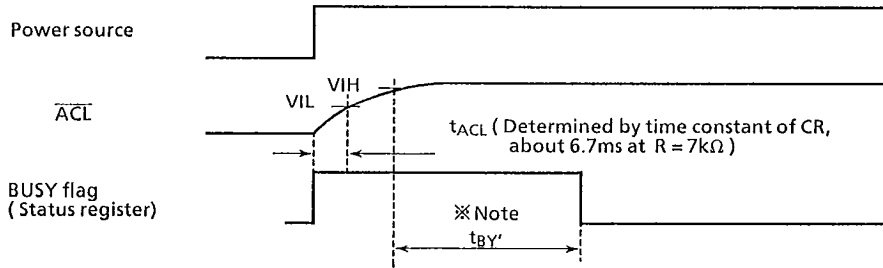 Power source
ACL
VIL
VIH
tACL ( Determined by time constant of CR,
about 6.7ms at R = 7kΩ )
BUSY flag
( Status register)
※Note
tBY'